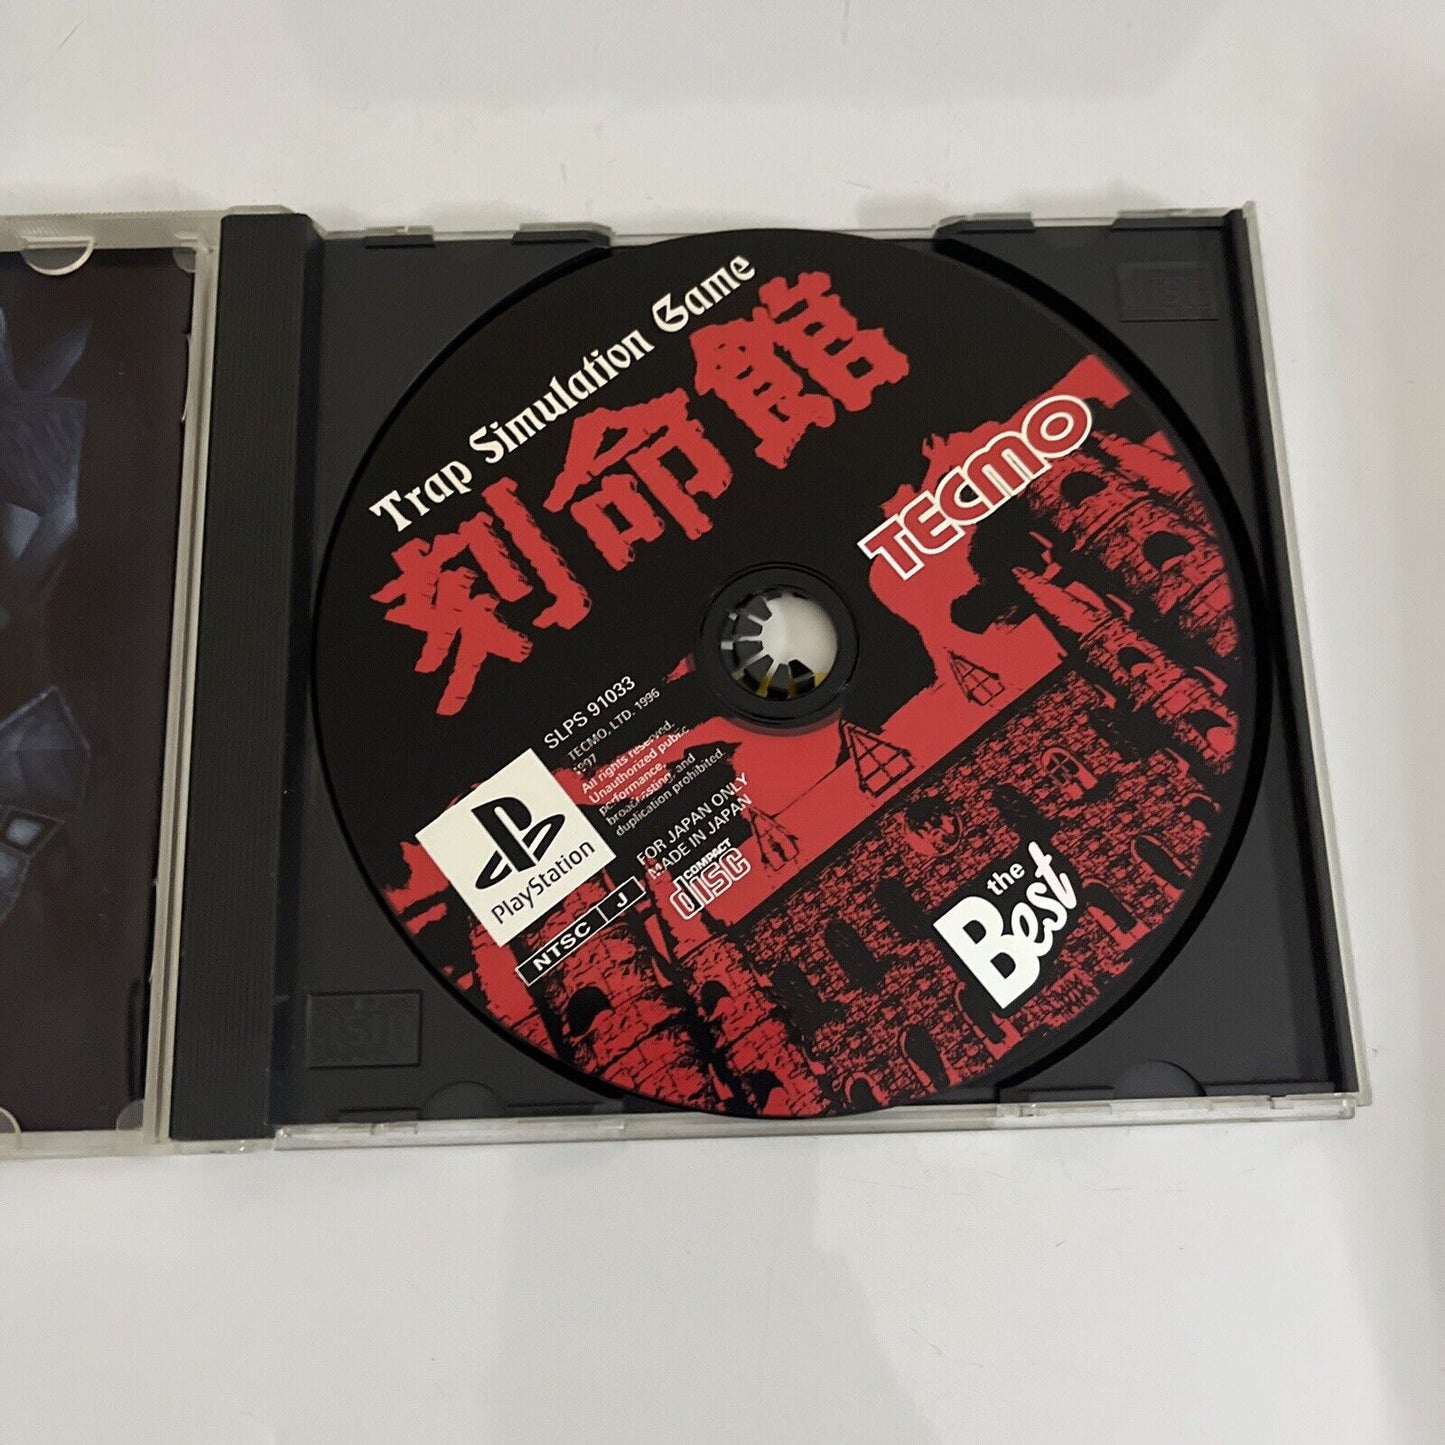 Trap Simulation Game
刻命館
TECMO
SLPS 91033
TECMO, LTD. 1996
1997
All rights reserved.
Unauthorized public
performance,
broadcasting, and
duplication prohibited.
FOR JAPAN ONLY
MADE IN JAPAN
PlayStation
NTSC J
COMPACT
disc
the
Best